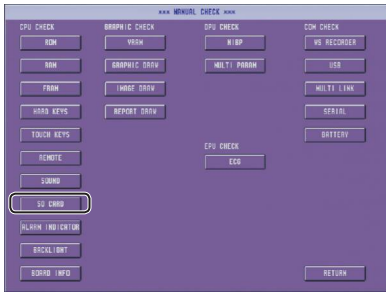 *** MANUAL CHECK ***
CPU CHECK
ROM
RAM
FRAM
HARD KEYS
TOUCH KEYS
REMOTE
SOUND
SD CARD
ALARM INDICATOR
BACKLIGHT
BOARD INFO
GRAPHIC CHECK
VRAM
GRAPHIC DRAW
IMAGE DRAW
REPORT DRAW
DPU CHECK
NIBP
MULTI PARAM
EPU CHECK
ECG
COM CHECK
WS RECORDER
USB
MULTI LINK
SERIAL
BATTERY
RETURN